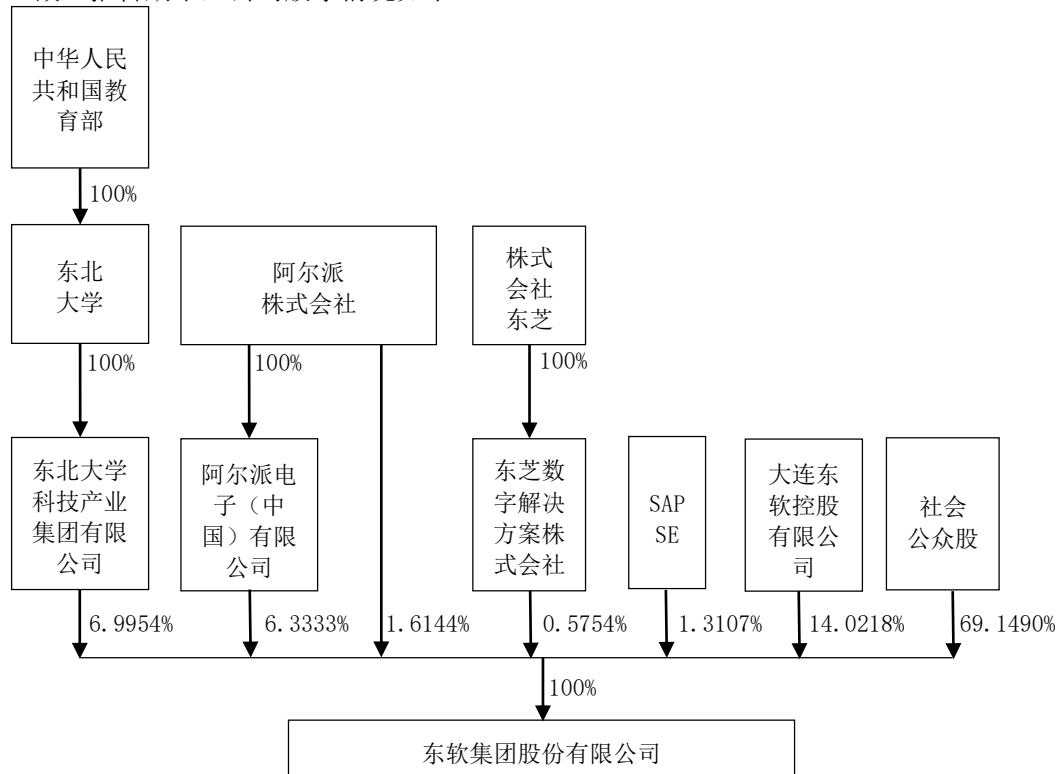 中华人民
共和国教
育部
100%
东北
大学
阿尔派
株式会社
株式
会社
东芝
100%
100%
100%
东北大学
科技产业
集团有限
公司
阿尔派电
子（中
国）有限
公司
东芝数
字解决
方案株
式会社
SAP
SE
大连东
软控股
有限公
司
社会
公众股
6.9954%
6.3333%
1.6144%
0.5754%
1.3107%
14.0218%
69.1490%
100%
东软集团股份有限公司